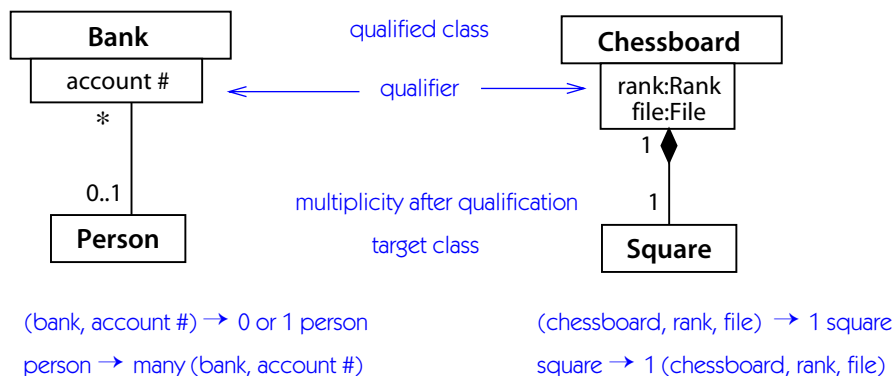 Bank
qualified class
Chessboard
account #
qualifier
rank:Rank
file:File
*
1
0..1
multiplicity after qualification
1
Person
target class
Square
(bank, account #) → 0 or 1 person
(chessboard, rank, file) → 1 square
person → many (bank, account #)
square → 1 (chessboard, rank, file)